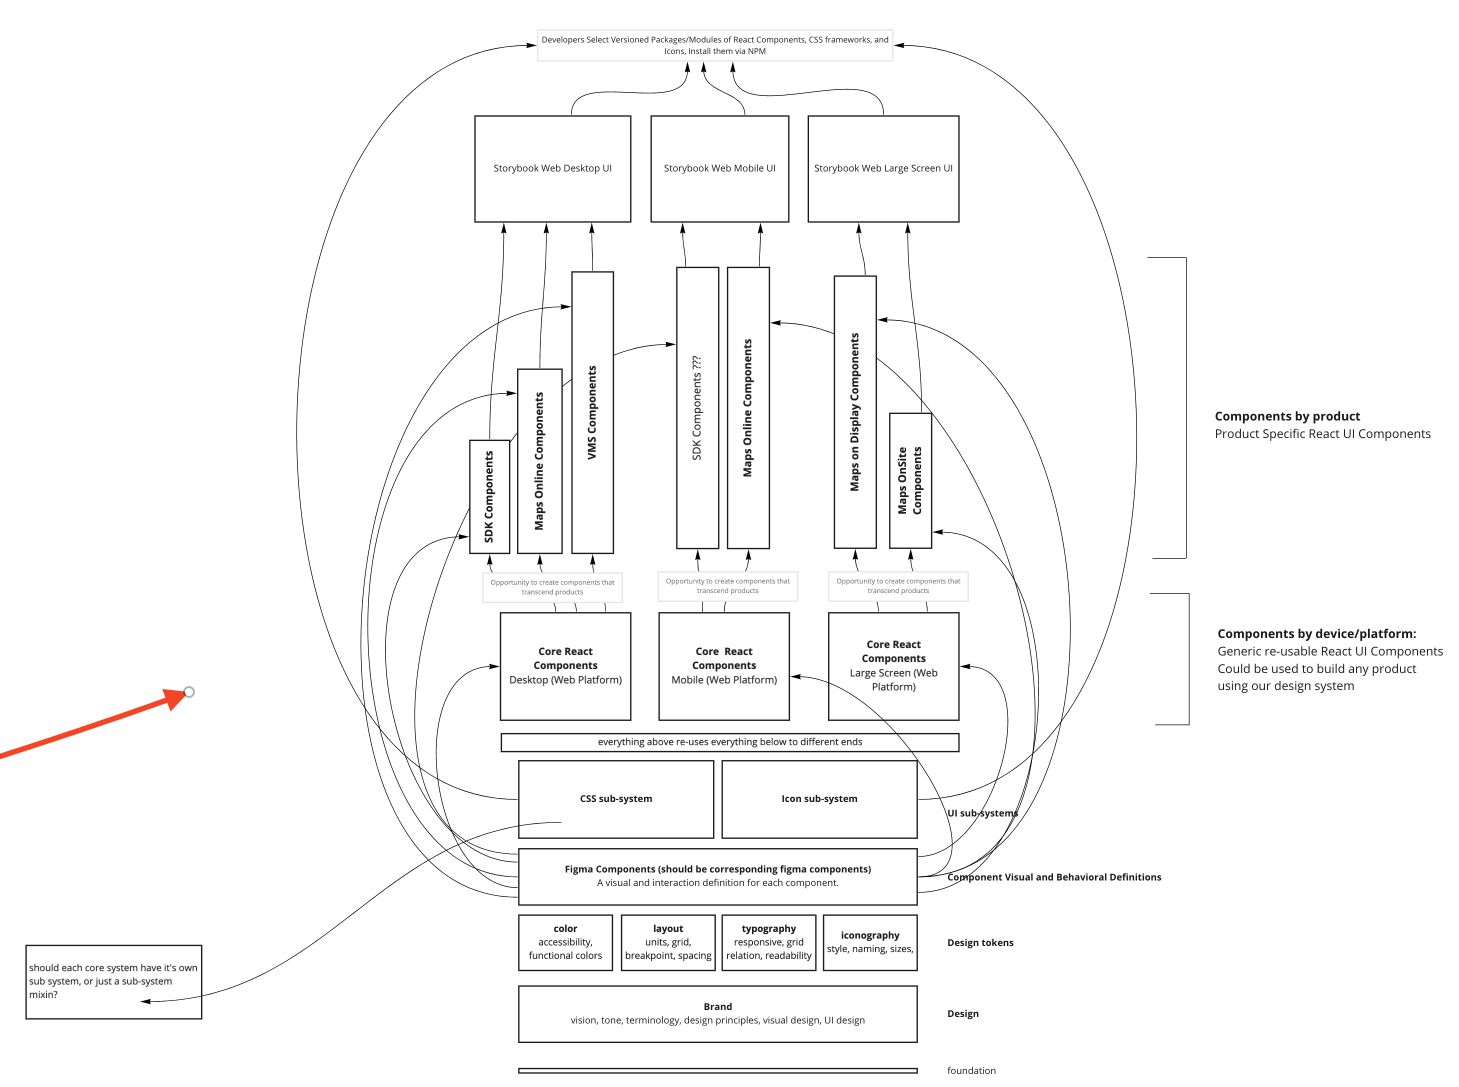 Developers Select Versioned Packages/Modules of React Components, CSS frameworks, and
Icons, Install them via NPM
Storybook Web Desktop UI
Storybook Web Mobile UI
Storybook Web Large Screen UI
SDK Components
Maps Online Components
VMS Components
SDK Components ???
Maps Online Components
Maps on Display Components
Maps OnSite
Components
Components by product
Product Specific React UI Components
Opportunity to create components that
transcend products
Opportunity to create components that
transcend products
Opportunity to create components that
transcend products
Core React
Components
Desktop (Web Platform)
Core React
Components
Mobile (Web Platform)
Core React
Components
Large Screen (Web
Platform)
Components by device/platform:
Generic re-usable React UI Components
Could be used to build any product
using our design system
everything above re-uses everything below to different ends
CSS sub-system
Icon sub-system
UI sub-systems
Figma Components (should be corresponding figma components)
A visual and interaction definition for each component.
Component Visual and Behavioral Definitions
color
accessibility,
functional colors
layout
units, grid,
breakpoint, spacing
typography
responsive, grid
relation, readability
iconography
style, naming, sizes,
Design tokens
should each core system have it's own
sub system, or just a sub-system
mixin?
Brand
vision, tone, terminology, design principles, visual design, UI design
Design
foundation